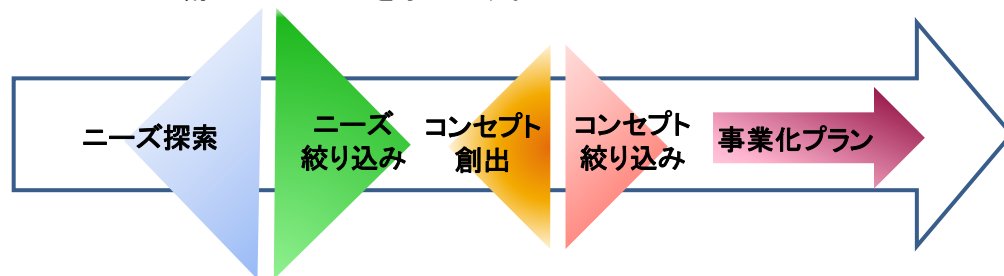 ニーズ探索
ニーズ
絞り込み
コンセプト
創出
コンセプト
絞り込み
事業化プラン